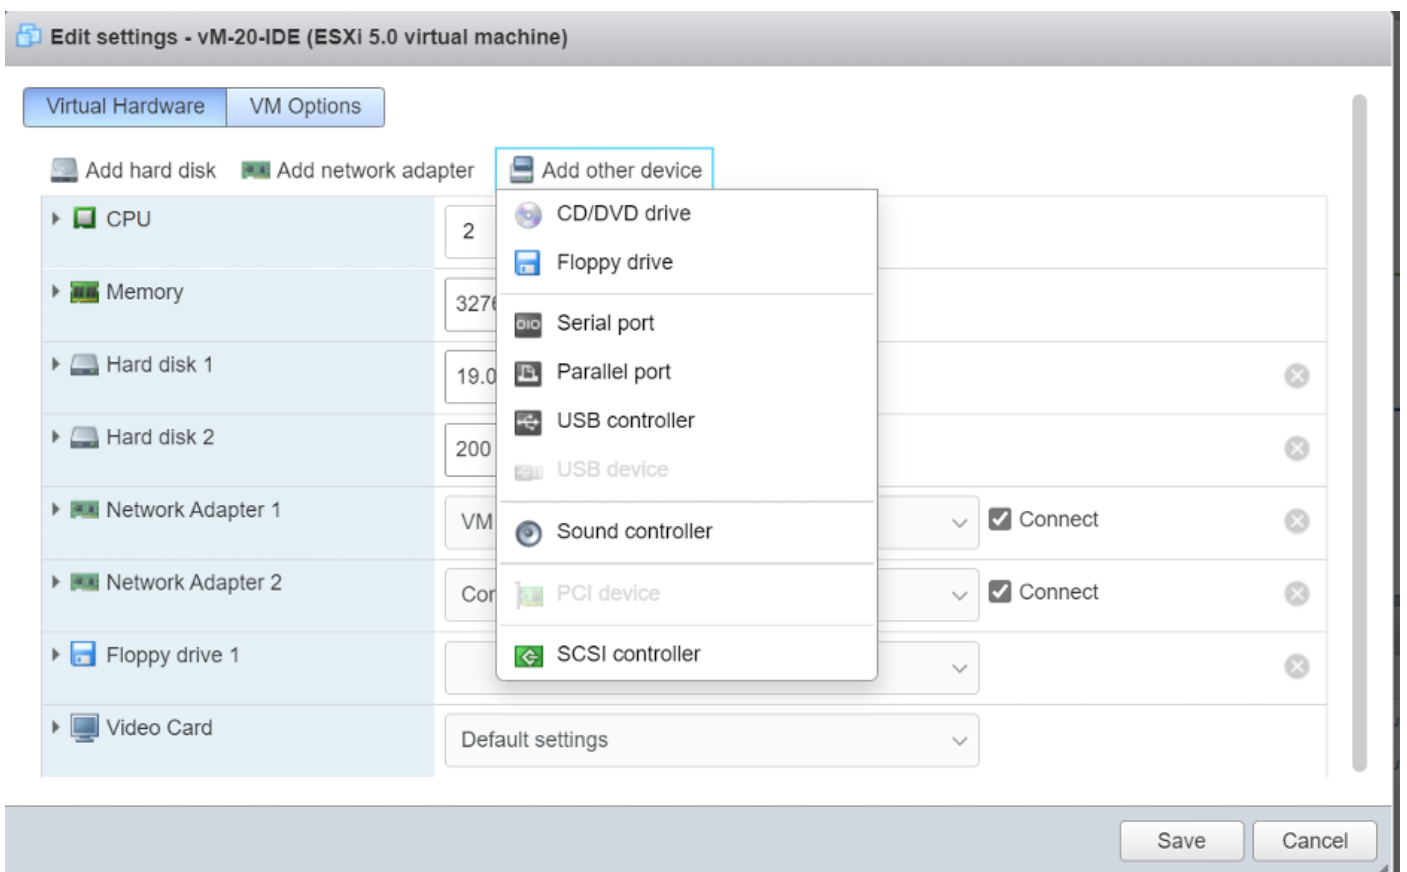 Edit settings - vM-20-IDE (ESXi 5.0 virtual machine)
Virtual Hardware VM Options
Add hard disk Add network adapter Add other device
CPU 2
Memory
Hard disk 1 19.0
Hard disk 2 200
Network Adapter 1 VM Connect
Network Adapter 2 Connect
Floppy drive 1
Video Card Default settings
CD/DVD drive
Floppy drive
Serial port
Parallel port
USB controller
USB device
Sound controller
PCI device
SCSI controller
Save Cancel